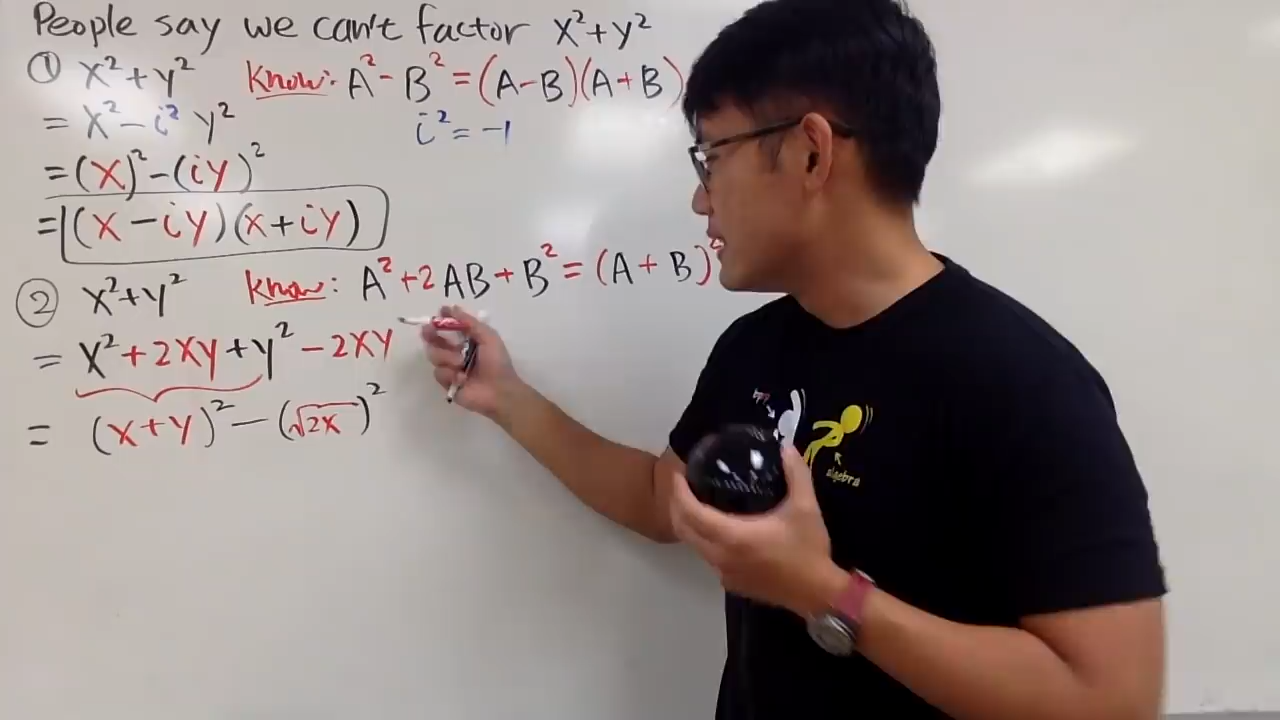 People say we can't factor x²+y²
① x²+y² Know: A²-B²=(A-B)(A+B)
= x²-i²y² i²=-1
=(x)²-(iy)²
=(x-iy)(x+iy)
② x²+y² Know: A²+2AB+B²=(A+B)²
= x²+2xy+y²-2xy
= (x+y)²-(√2x )²
algebra